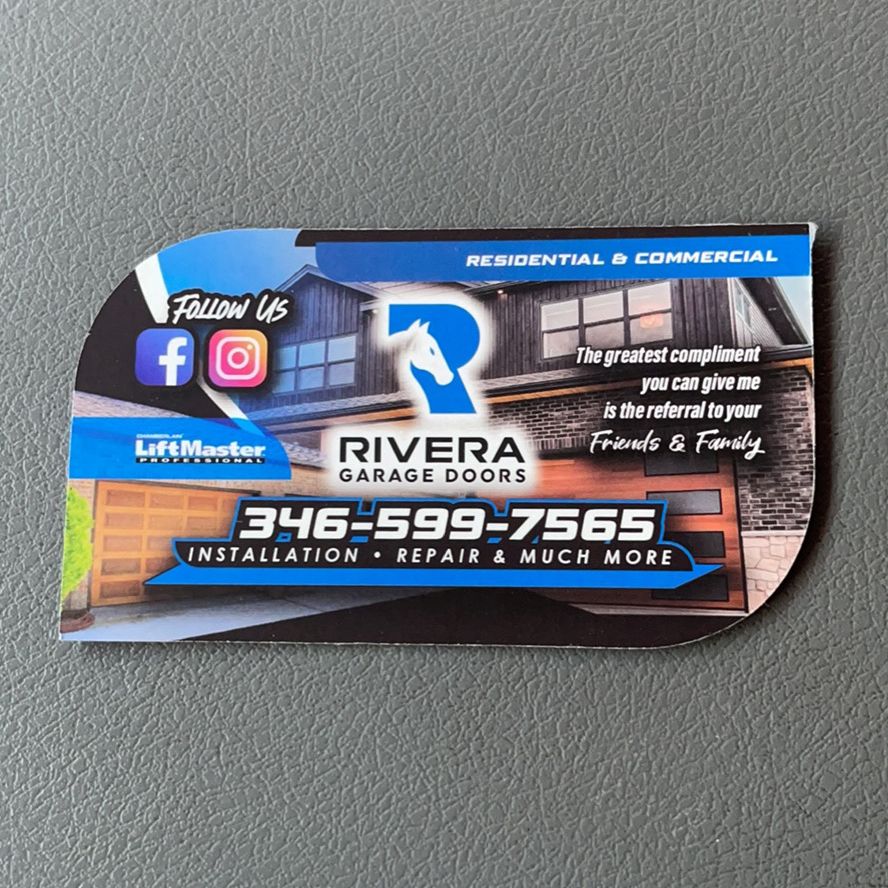 RESIDENTIAL & COMMERCIAL
Follow Us
The greatest compliment
you can give me
is the referral to your
Friends & Family
CHAMBERLAIN
LiftMaster
PROFESSIONAL
RIVERA
GARAGE DOORS
346-599-7565
INSTALLATION • REPAIR & MUCH MORE